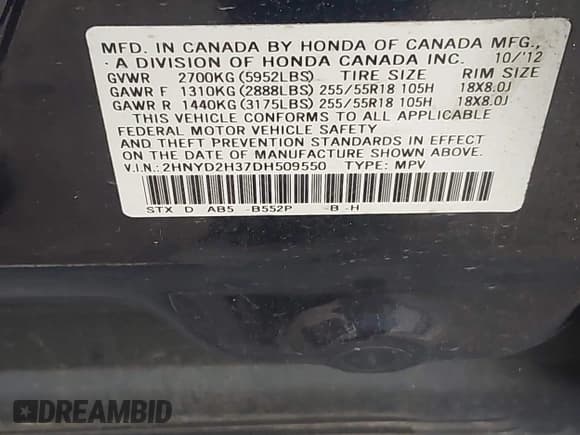 MFD. IN CANADA BY HONDA OF CANADA MFG.,
A DIVISION OF HONDA CANADA INC. 10/'12
GVWR 2700KG (5952LBS) TIRE SIZE RIM SIZE
GAWR F 1310KG (2888LBS) 255/55R18 105H 18X8.0J
GAWR R 1440KG (3175LBS) 255/55R18 105H 18X8.0J
THIS VEHICLE CONFORMS TO ALL APPLICABLE
FEDERAL MOTOR VEHICLE SAFETY
AND THEFT PREVENTION STANDARDS IN EFFECT
ON THE DATE OF MANUFACTURE SHOWN ABOVE.
V.I.N.: 2HNYD2H37DH509550 TYPE: MPV
STX D AB5 -B552P -B -H
DREAMBID